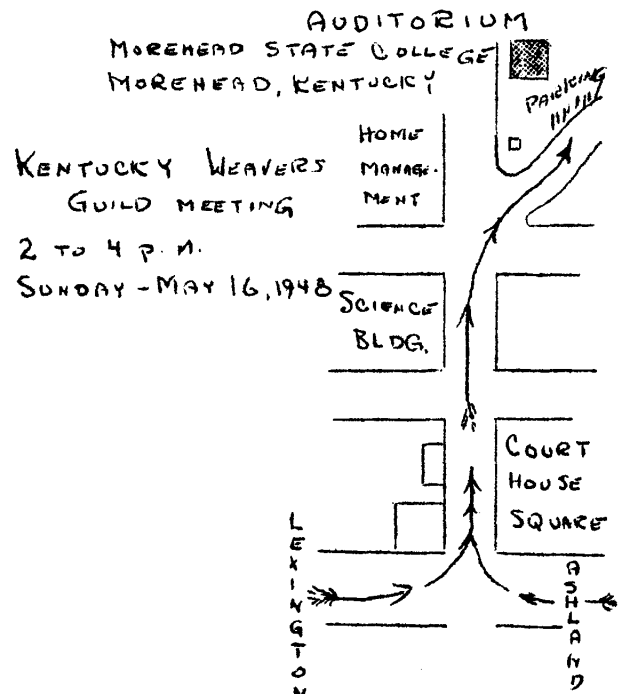 AUDITORIUM
MOREHEAD STATE COLLEGE
MOREHEAD, KENTUCKY
PARKING
HOME
MANAGE-
MENT
KENTUCKY WEAVERS
GUILD MEETING
2 TO 4 P.M.
SUNDAY - MAY 16, 1948
SCIENCE
BLDG.
COURT
HOUSE
SQUARE
LEXINGTON
ASHLAND